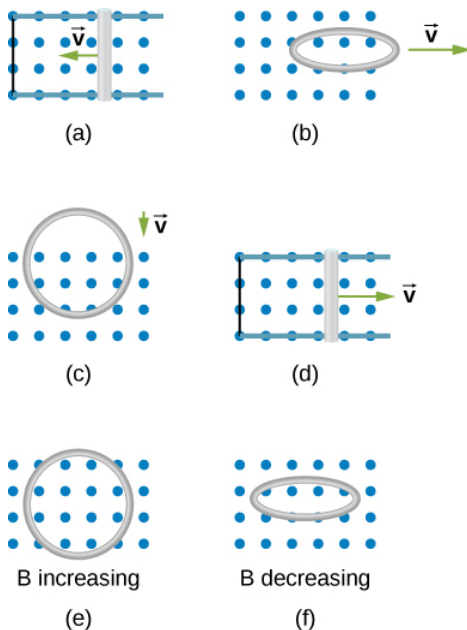 v
(a)
v
(b)
v
(c)
v
(d)
B increasing
(e)
B decreasing
(f)